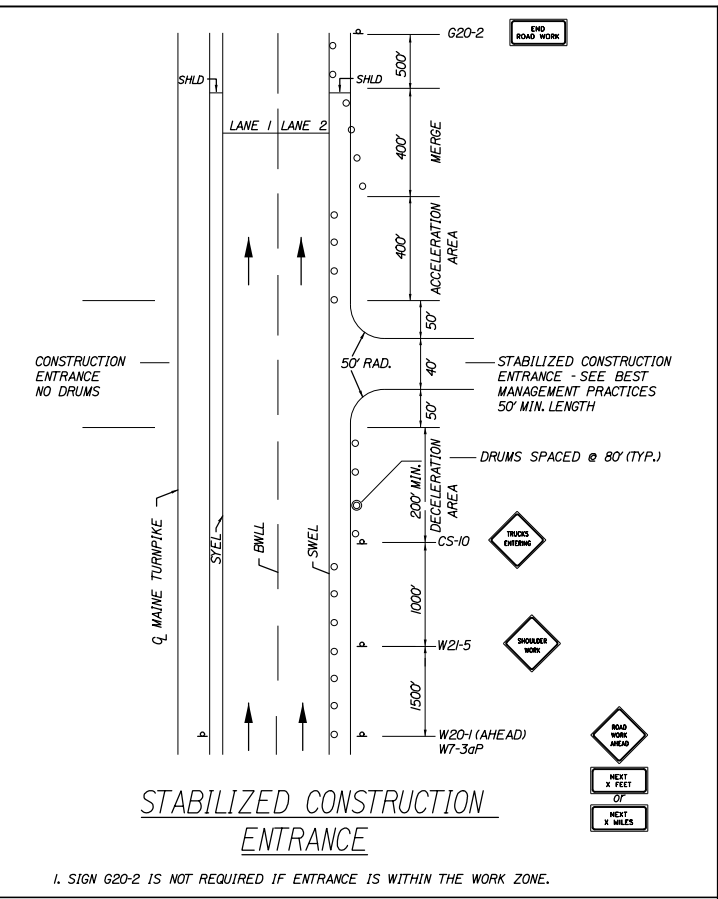 G20-2
END
ROAD WORK
500'
SHLD
SHLD
LANE 1
LANE 2
400'
MERGE
400'
ACCELERATION
AREA
50'
CONSTRUCTION
ENTRANCE
NO DRUMS
50' RAD.
40'
STABILIZED CONSTRUCTION
ENTRANCE - SEE BEST
MANAGEMENT PRACTICES
50' MIN. LENGTH
50'
200' MIN.
DECELERATION
AREA
DRUMS SPACED @ 80' (TYP.)
CS-10
TRUCKS
ENTERING
℄ MAINE TURNPIKE
SYEL
BWLL
SWEL
1000'
W21-5
SHOULDER
WORK
1500'
W20-1 (AHEAD)
W7-3aP
ROAD
WORK
AHEAD
NEXT
X FEET
or
NEXT
X MILES
STABILIZED CONSTRUCTION
ENTRANCE
1. SIGN G20-2 IS NOT REQUIRED IF ENTRANCE IS WITHIN THE WORK ZONE.